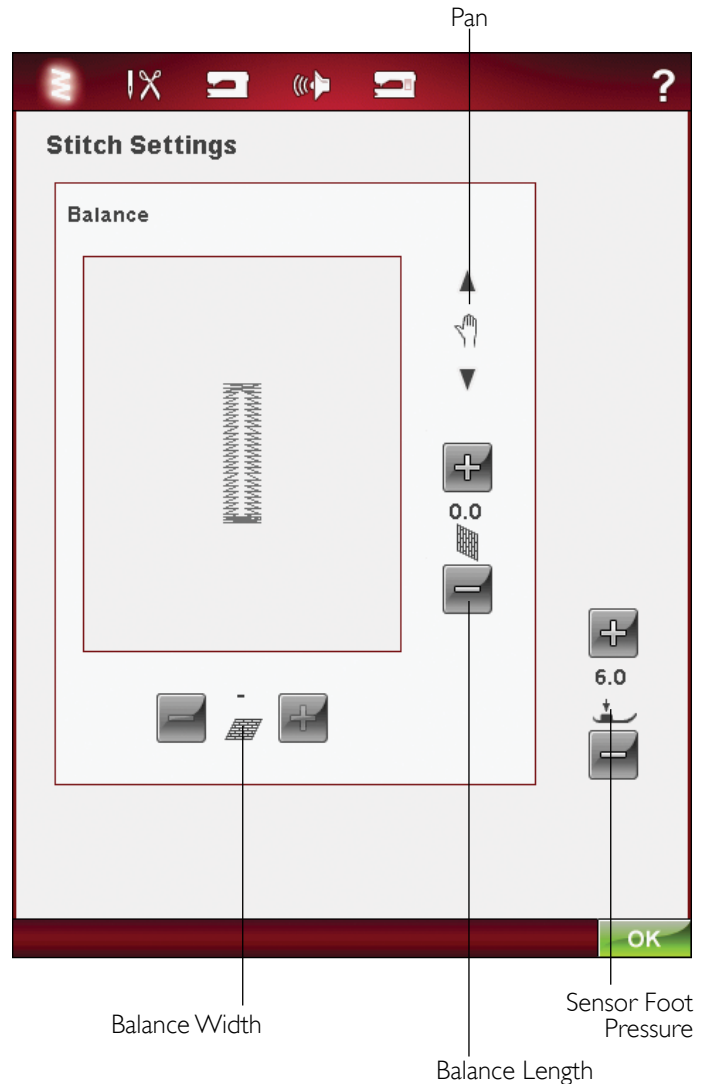 Pan
?
Stitch Settings
Balance
0.0
6.0
-
OK
Balance Width
Sensor Foot
Pressure
Balance Length